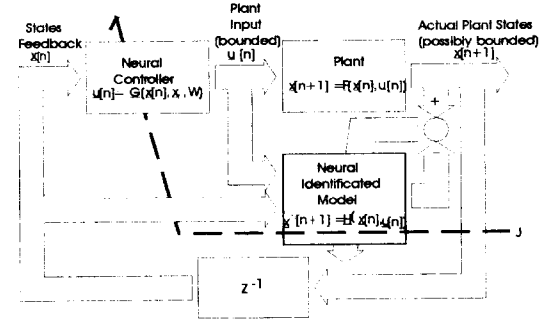 States
Feedback
x[n]
Neural
Controller
u[n]= G(x[n], x, W)
Plant
Input
(bounded)
u [n]
Plant
x[n+1] =F(x[n], u[n])
Actual Plant States
(possibly bounded)
x[n+1]
+
-
Neural
Identificated
Model
x [n+1] =H( x[n], u[n])
J
z⁻¹